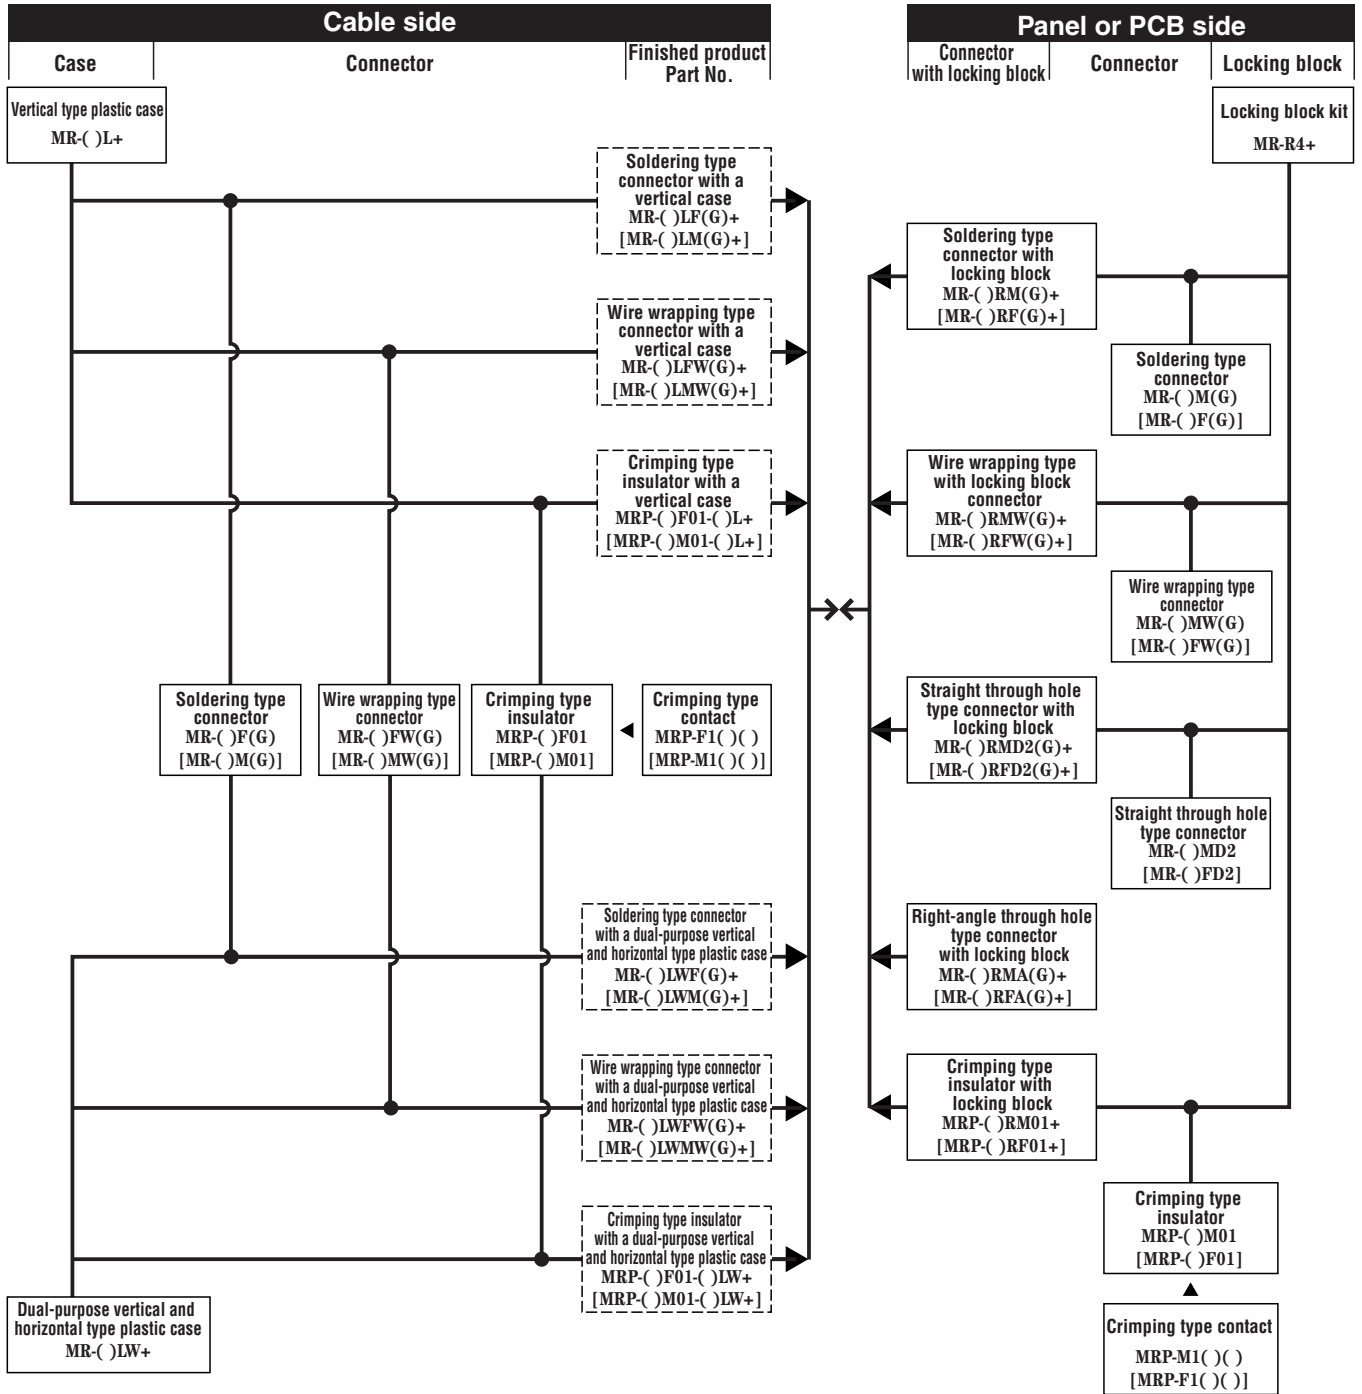 Cable side
Case
Connector
Finished product
Part No.
Vertical type plastic case
MR-( )L+
Soldering type
connector with a
vertical case
MR-( )LF(G)+
[MR-( )LM(G)+]
Wire wrapping type
connector with a
vertical case
MR-( )LFW(G)+
[MR-( )LMW(G)+]
Crimping type
insulator with a
vertical case
MRP-( )F01-( )L+
[MRP-( )M01-( )L+]
Soldering type
connector
MR-( )F(G)
[MR-( )M(G)]
Wire wrapping type
connector
MR-( )FW(G)
[MR-( )MW(G)]
Crimping type
insulator
MRP-( )F01
[MRP-( )M01]
Crimping type
contact
MRP-F1( )( )
[MRP-M1( )( )]
Soldering type connector
with a dual-purpose vertical
and horizontal type plastic case
MR-( )LWF(G)+
[MR-( )LWM(G)+]
Wire wrapping type connector
with a dual-purpose vertical
and horizontal type plastic case
MR-( )LWFW(G)+
[MR-( )LWMW(G)+]
Crimping type insulator
with a dual-purpose vertical
and horizontal type plastic case
MRP-( )F01-( )LW+
[MRP-( )M01-( )LW+]
Dual-purpose vertical and
horizontal type plastic case
MR-( )LW+
Panel or PCB side
Connector
with locking block
Connector
Locking block
Locking block kit
MR-R4+
Soldering type
connector with
locking block
MR-( )RM(G)+
[MR-( )RF(G)+]
Soldering type
connector
MR-( )M(G)
[MR-( )F(G)]
Wire wrapping type
with locking block
connector
MR-( )RMW(G)+
[MR-( )RFW(G)+]
Wire wrapping type
connector
MR-( )MW(G)
[MR-( )FW(G)]
Straight through hole
type connector with
locking block
MR-( )RMD2(G)+
[MR-( )RFD2(G)+]
Straight through hole
type connector
MR-( )MD2
[MR-( )FD2]
Right-angle through hole
type connector
with locking block
MR-( )RMA(G)+
[MR-( )RFA(G)+]
Crimping type
insulator with
locking block
MRP-( )RM01+
[MRP-( )RF01+]
Crimping type
insulator
MRP-( )M01
[MRP-( )F01]
Crimping type contact
MRP-M1( )( )
[MRP-F1( )( )]